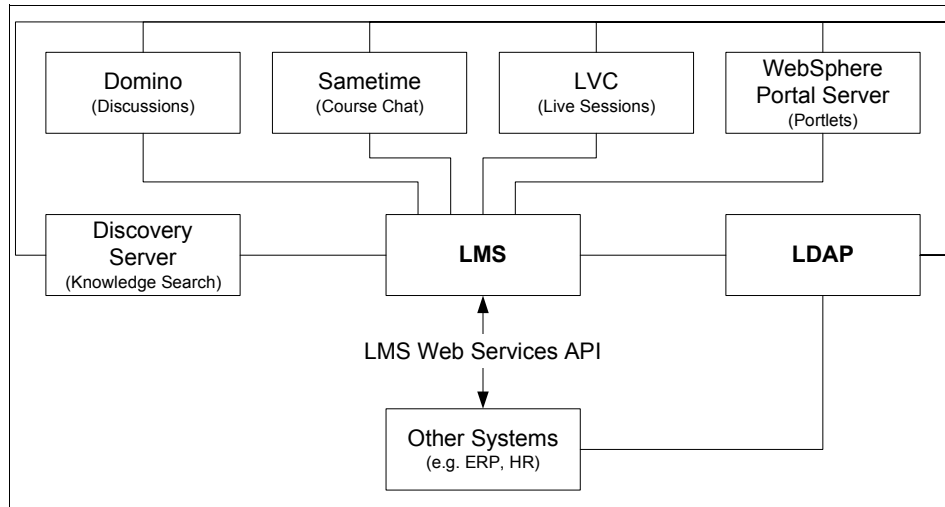 Domino
(Discussions)
Sametime
(Course Chat)
LVC
(Live Sessions)
WebSphere
Portal Server
(Portlets)
Discovery
Server
(Knowledge Search)
LMS
LDAP
LMS Web Services API
Other Systems
(e.g. ERP, HR)